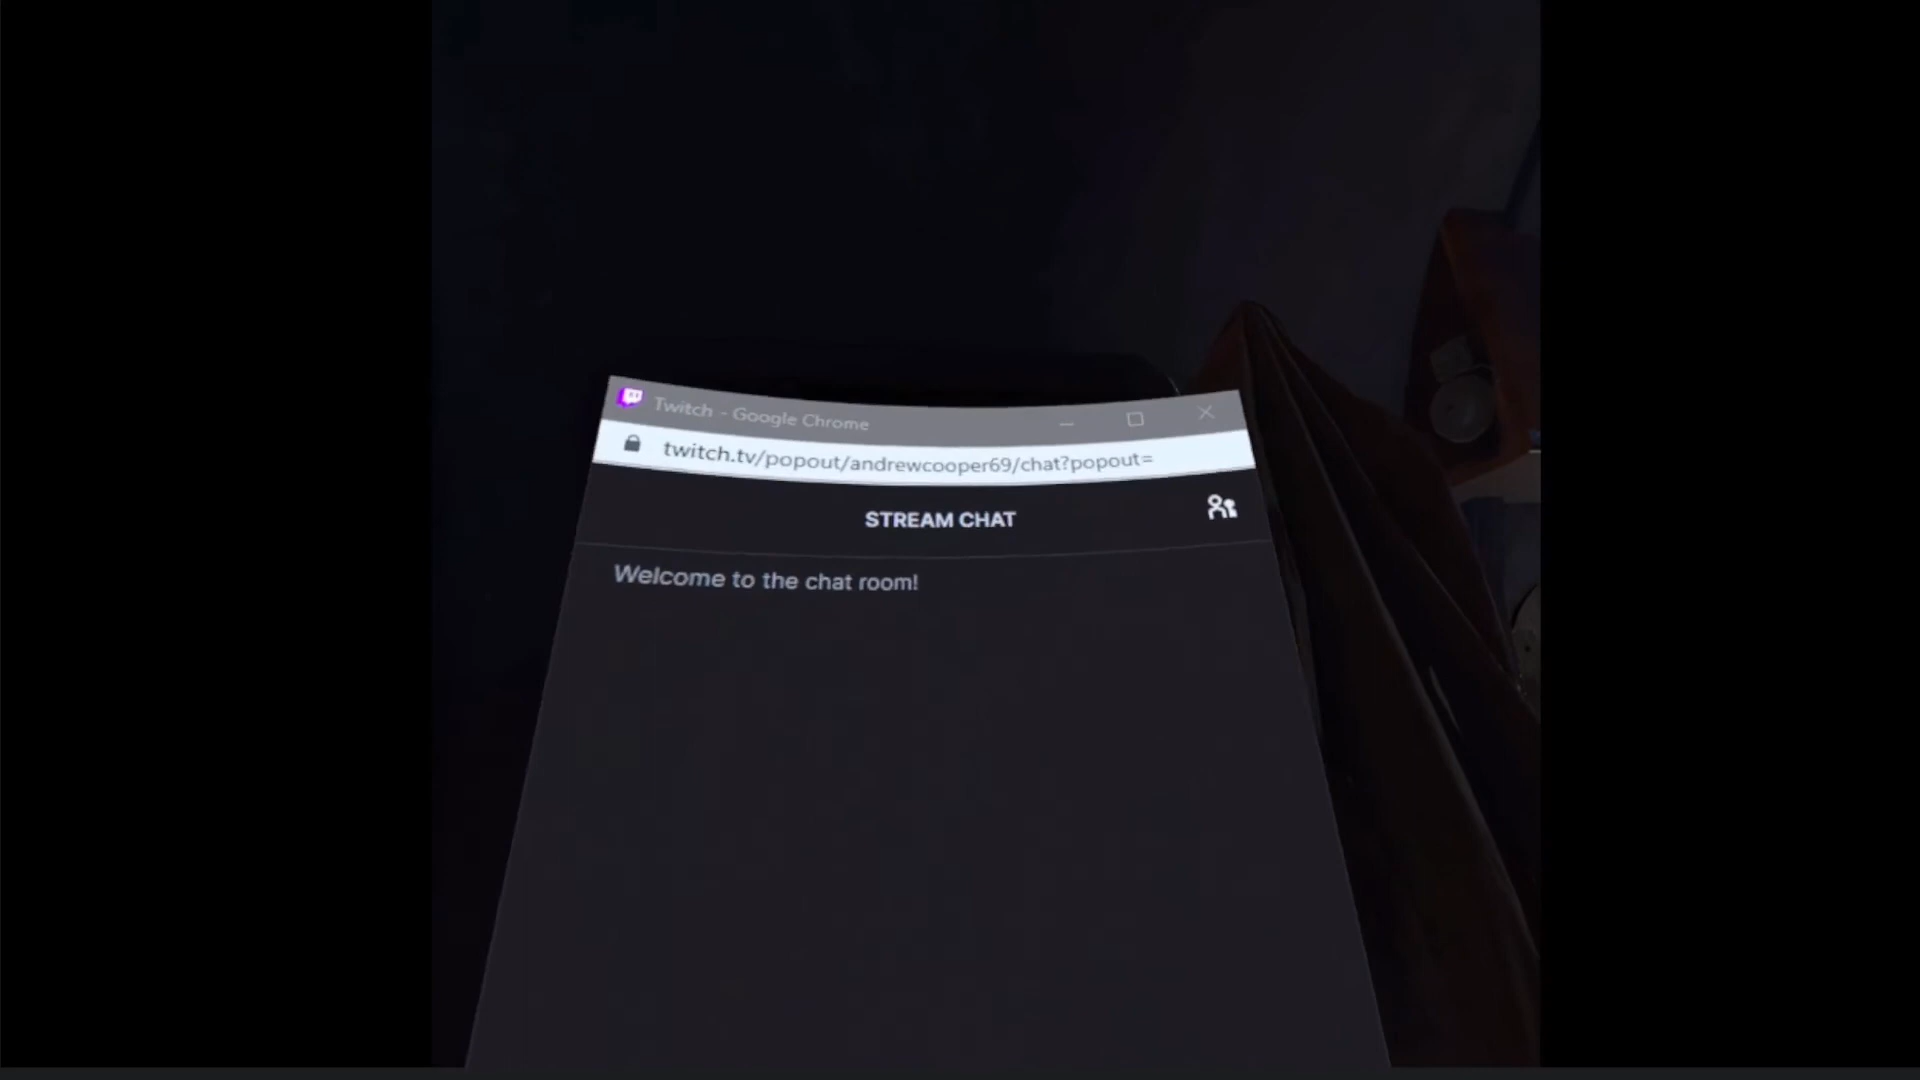 Twitch - Google Chrome
twitch.tv/popout/andrewcooper69/chat?popout=
STREAM CHAT
Welcome to the chat room!